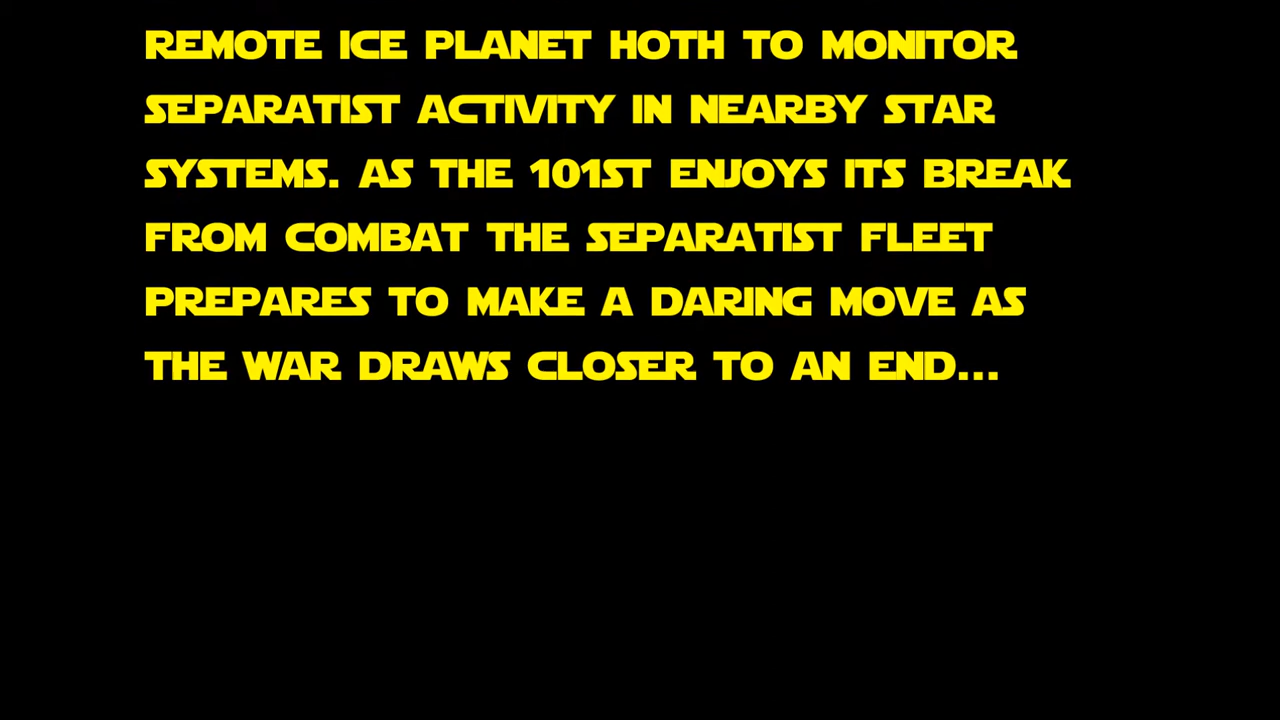 REMOTE ICE PLANET HOTH TO MONITOR
SEPARATIST ACTIVITY IN NEARBY STAR
SYSTEMS. AS THE 101ST ENJOYS ITS BREAK
FROM COMBAT THE SEPARATIST FLEET
PREPARES TO MAKE A DARING MOVE AS
THE WAR DRAWS CLOSER TO AN END...